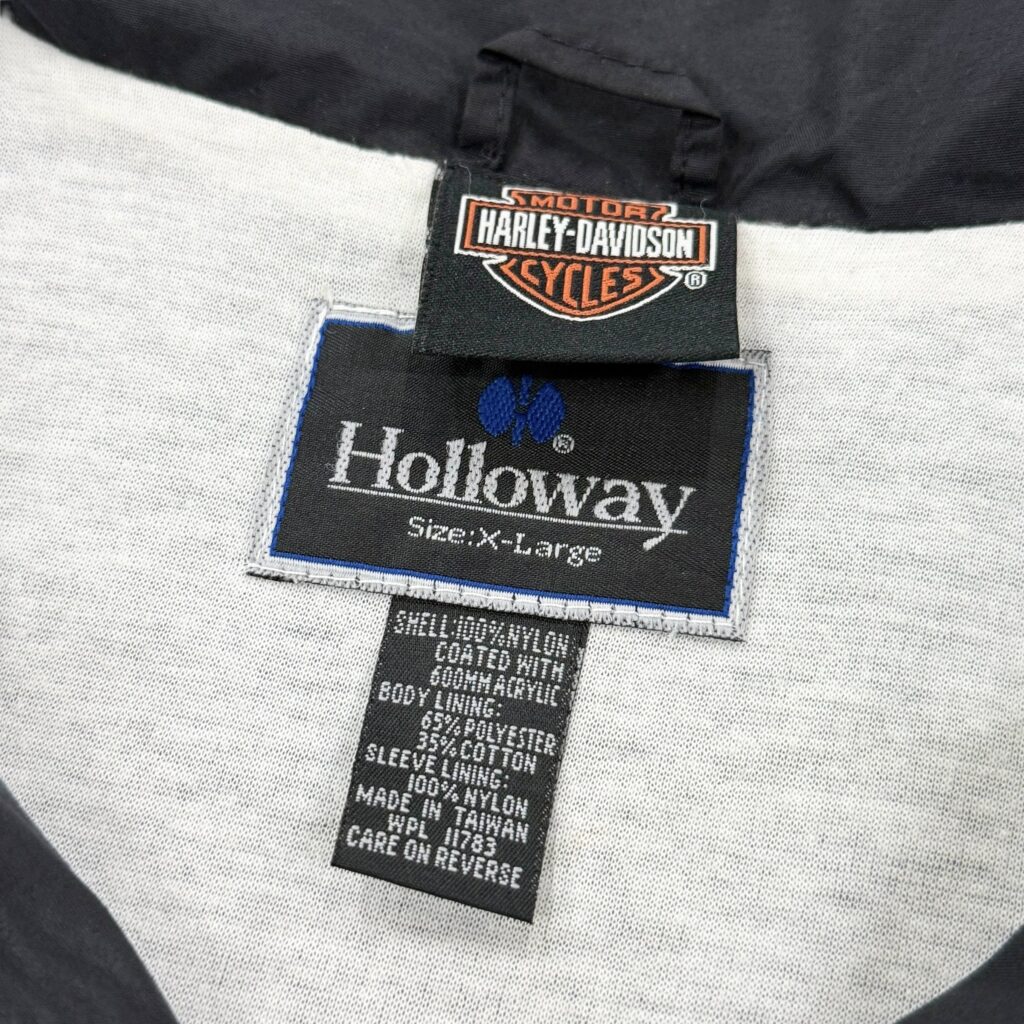 MOTOR
HARLEY-DAVIDSON
CYCLES
®
®
Holloway
Size:X-Large
SHELL:100%NYLON
COATED WITH
600MMACRYLIC
BODY LINING:
65%POLYESTER
35%COTTON
SLEEVE LINING:
100%NYLON
MADE IN TAIWAN
WPL 11783
CARE ON REVERSE